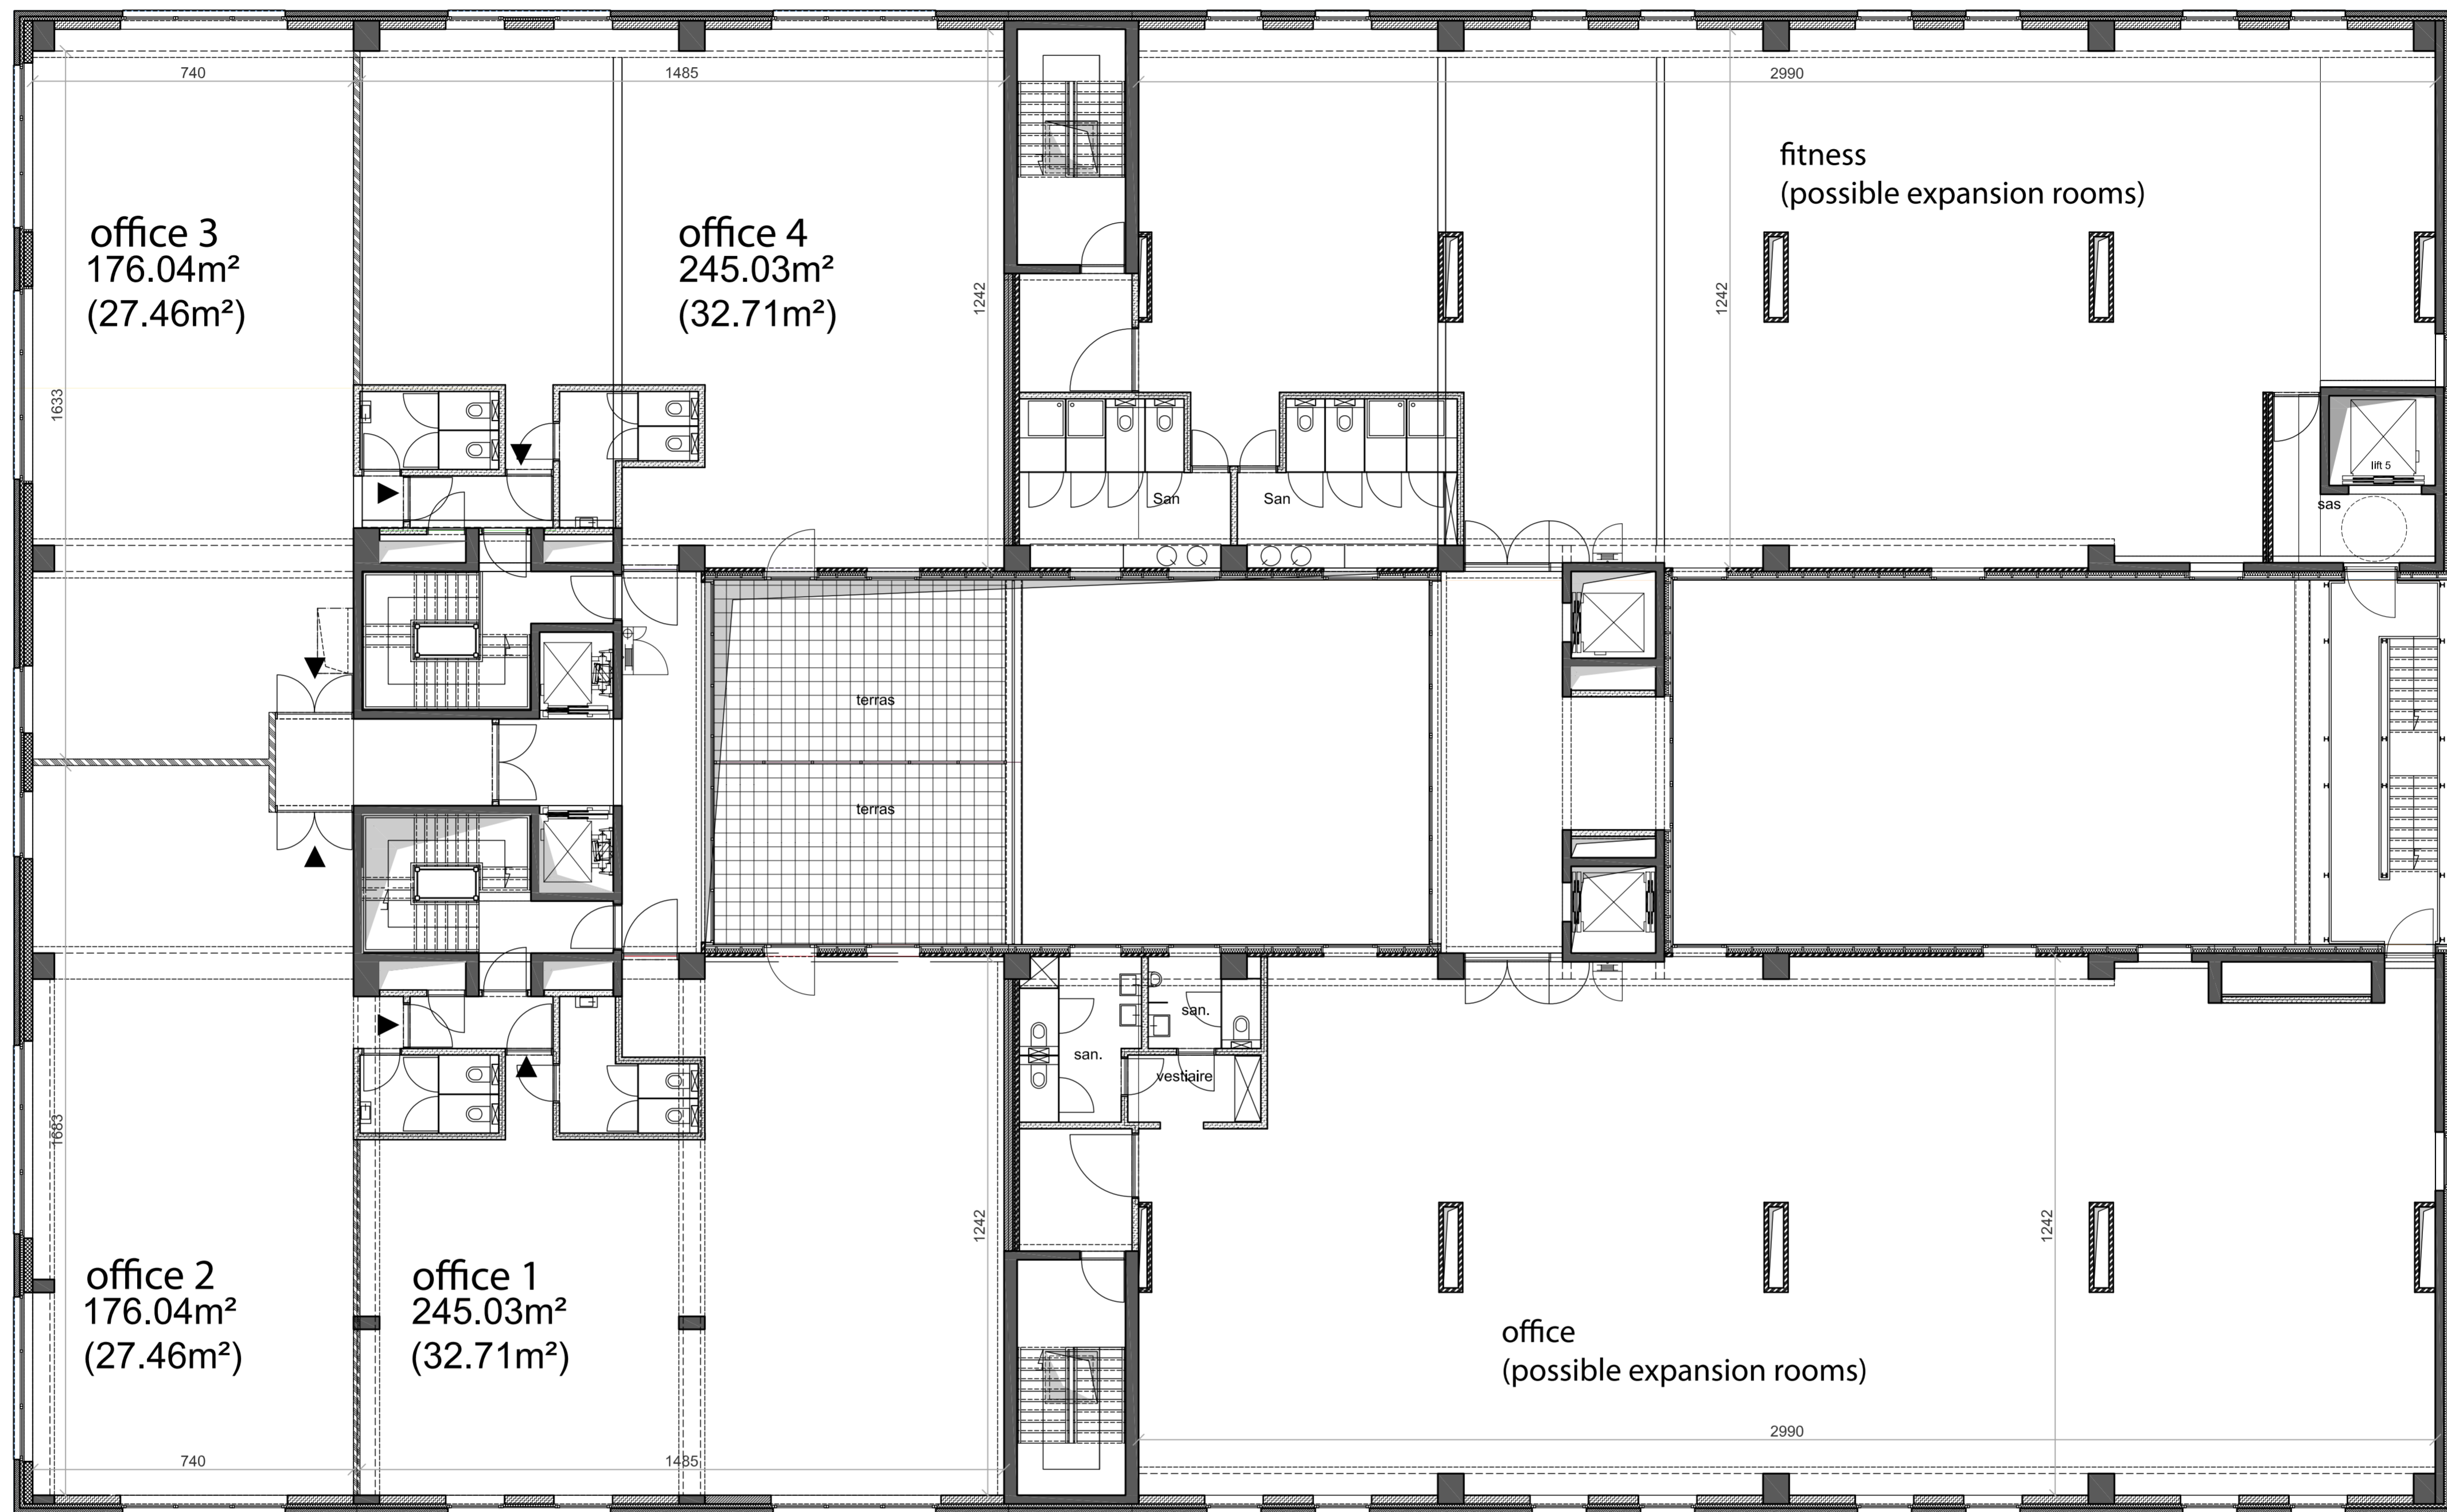 740
1485
2990
fitness
(possible expansion rooms)
office 3
176.04m²
(27.46m²)
office 4
245.03m²
(32.71m²)
1242
1242
1633
lift 5
San
San
sas
terras
terras
san.
san.
vestiaire
1683
1242
1242
office 2
176.04m²
(27.46m²)
office 1
245.03m²
(32.71m²)
office
(possible expansion rooms)
2990
740
1485